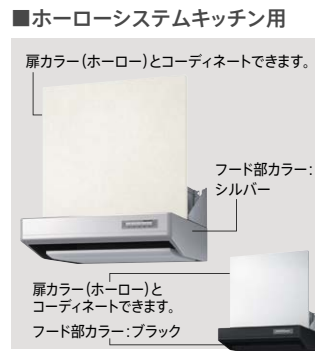 ■ホーローシステムキッチン用
扉カラー(ホーロー)とコーディネートできます。
フード部カラー:
シルバー
扉カラー(ホーロー)と
コーディネートできます。
フード部カラー:ブラック